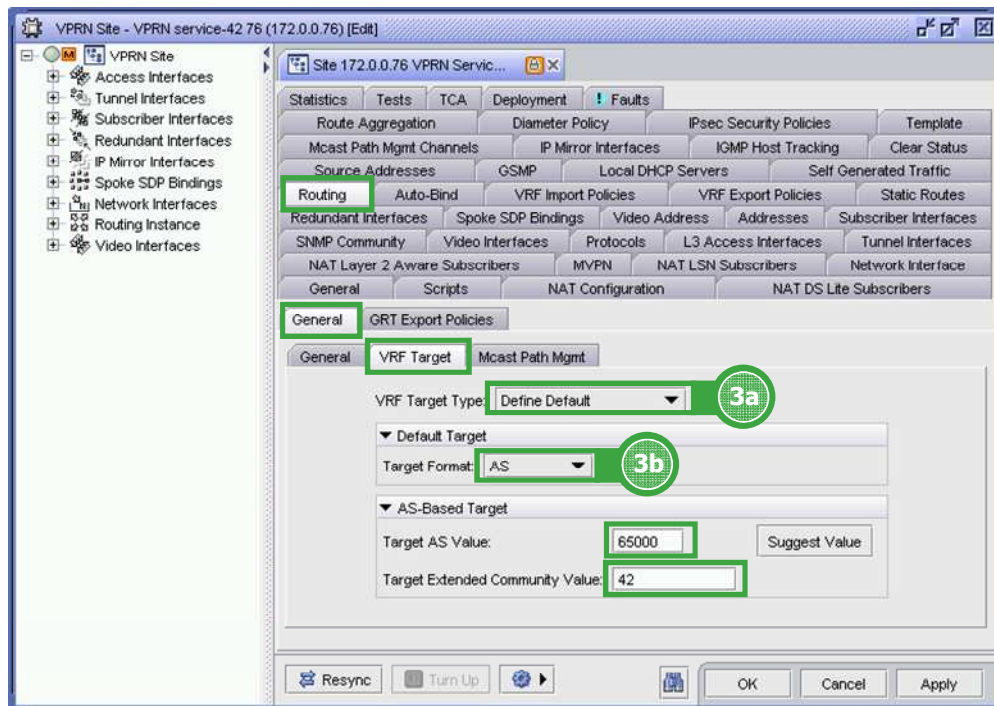 VPRN Site - VPRN service-42 76 (172.0.0.76) [Edit]
M VPRN Site
Access Interfaces
Tunnel Interfaces
Subscriber Interfaces
Redundant Interfaces
IP Mirror Interfaces
Spoke SDP Bindings
Network Interfaces
Routing Instance
Video Interfaces
Site 172.0.0.76 VPRN Servic...
Statistics Tests TCA Deployment ! Faults
Route Aggregation Diameter Policy IPsec Security Policies Template
Mcast Path Mgmt Channels IP Mirror Interfaces IGMP Host Tracking Clear Status
Source Addresses GSMP Local DHCP Servers Self Generated Traffic
Routing Auto-Bind VRF Import Policies VRF Export Policies Static Routes
Redundant Interfaces Spoke SDP Bindings Video Address Addresses Subscriber Interfaces
SNMP Community Video Interfaces Protocols L3 Access Interfaces Tunnel Interfaces
NAT Layer 2 Aware Subscribers MVPN NAT LSN Subscribers Network Interface
General Scripts NAT Configuration NAT DS Lite Subscribers
General GRT Export Policies
General VRF Target Mcast Path Mgmt
VRF Target Type: Define Default 3a
Default Target
Target Format: AS 3b
AS-Based Target
Target AS Value: 65000 Suggest Value
Target Extended Community Value: 42
Resync Turn Up OK Cancel Apply